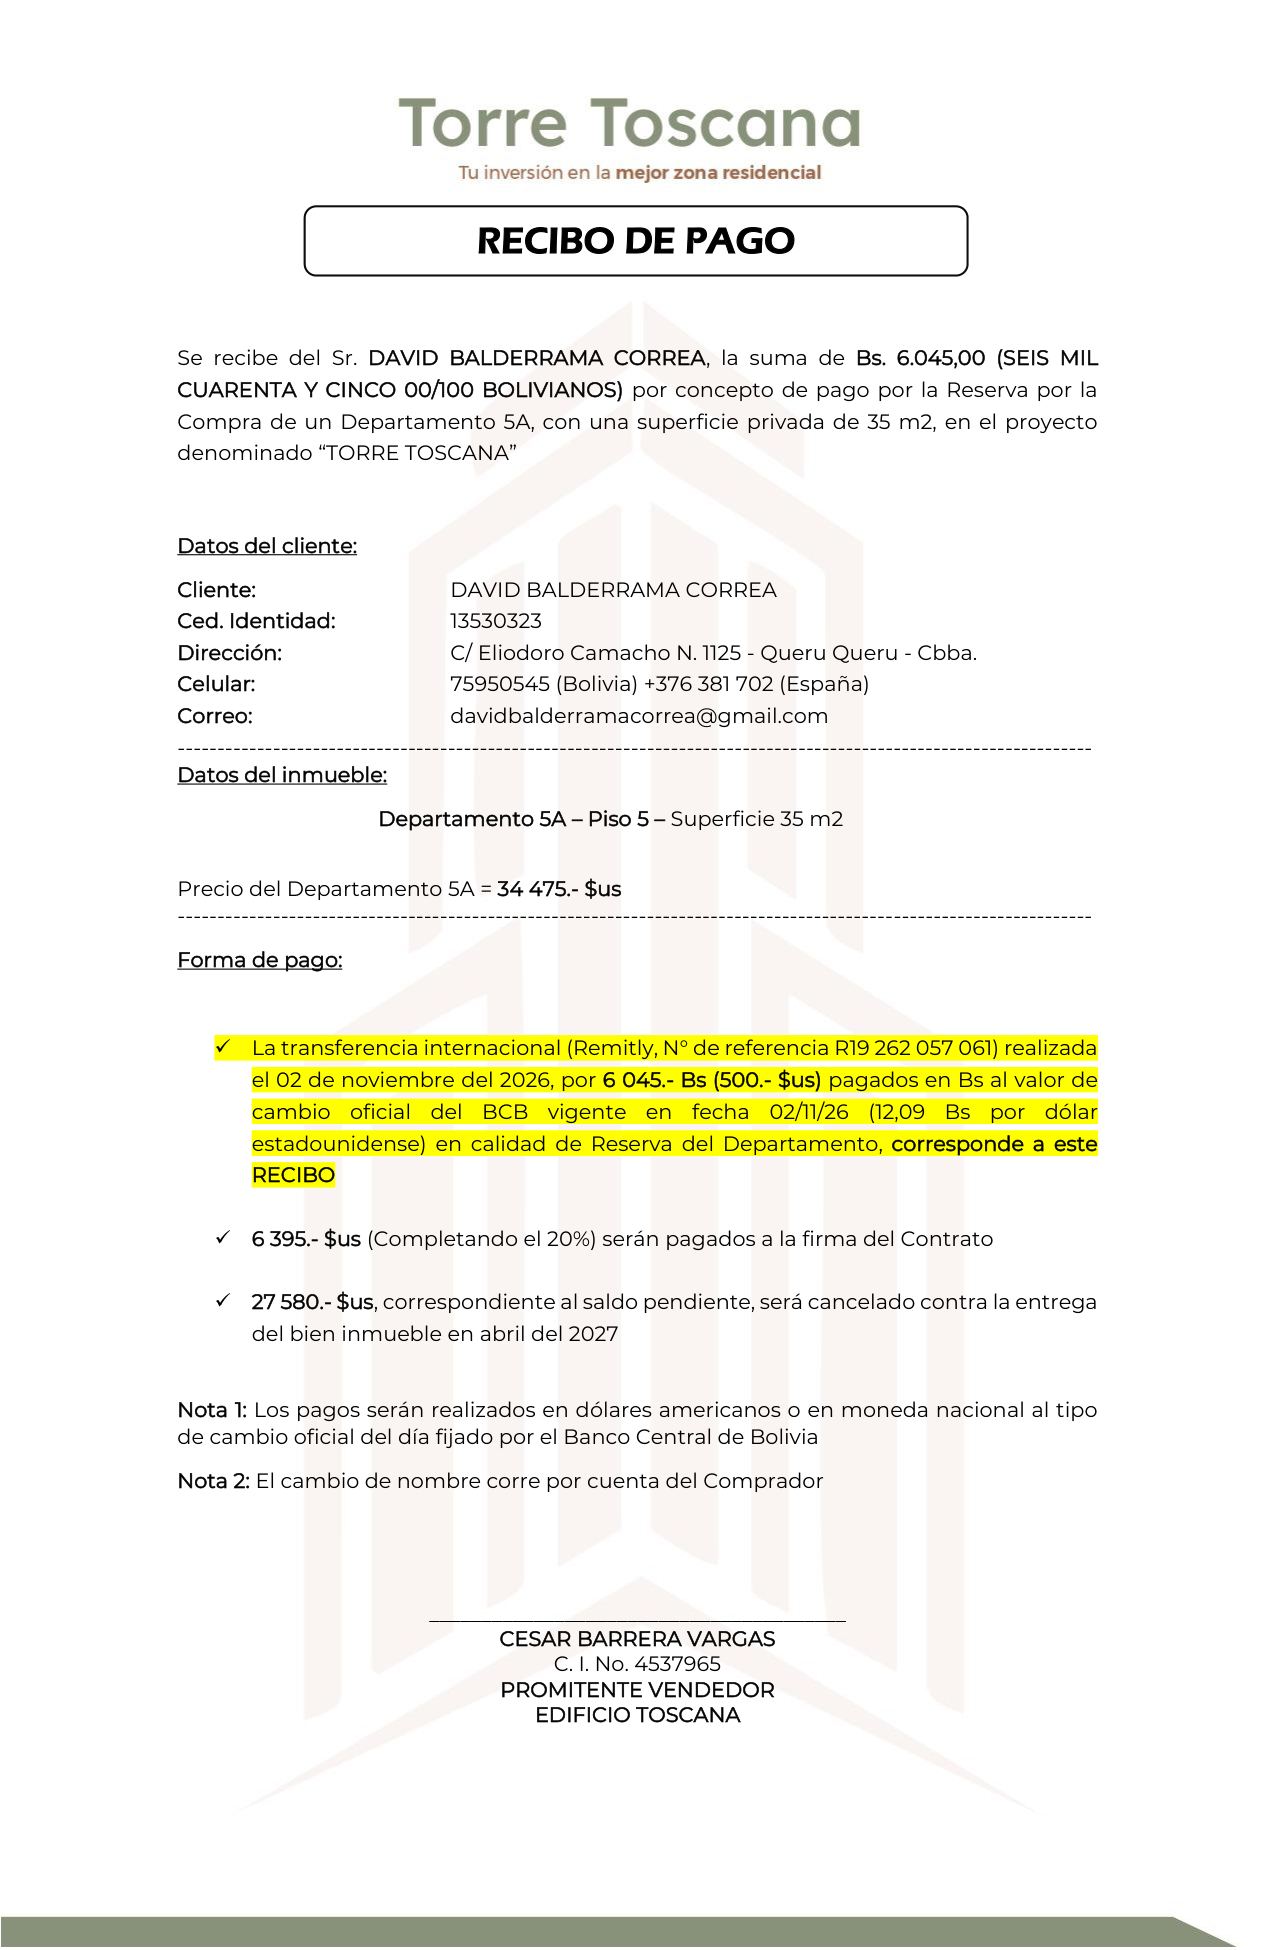 Torre Toscana
Tu inversión en la mejor zona residencial
RECIBO DE PAGO
Se recibe del Sr. DAVID BALDERRAMA CORREA, la suma de Bs. 6.045,00 (SEIS MIL
CUARENTA Y CINCO 00/100 BOLIVIANOS) por concepto de pago por la Reserva por la
Compra de un Departamento 5A, con una superficie privada de 35 m2, en el proyecto
denominado “TORRE TOSCANA”
Datos del cliente:
Cliente: DAVID BALDERRAMA CORREA
Ced. Identidad: 13530323
Dirección: C/ Eliodoro Camacho N. 1125 - Queru Queru - Cbba.
Celular: 75950545 (Bolivia) +376 381 702 (España)
Correo: davidbalderramacorrea@gmail.com
--------------------------------------------------------------------------------------------------------------------
Datos del inmueble:
Departamento 5A – Piso 5 – Superficie 35 m2
Precio del Departamento 5A = 34 475.- $us
--------------------------------------------------------------------------------------------------------------------
Forma de pago:
✓ La transferencia internacional (Remitly, N° de referencia R19 262 057 061) realizada
el 02 de noviembre del 2026, por 6 045.- Bs (500.- $us) pagados en Bs al valor de
cambio oficial del BCB vigente en fecha 02/11/26 (12,09 Bs por dólar
estadounidense) en calidad de Reserva del Departamento, corresponde a este
RECIBO
✓ 6 395.- $us (Completando el 20%) serán pagados a la firma del Contrato
✓ 27 580.- $us, correspondiente al saldo pendiente, será cancelado contra la entrega
del bien inmueble en abril del 2027
Nota 1: Los pagos serán realizados en dólares americanos o en moneda nacional al tipo
de cambio oficial del día fijado por el Banco Central de Bolivia
Nota 2: El cambio de nombre corre por cuenta del Comprador
________________________________________
CESAR BARRERA VARGAS
C. I. No. 4537965
PROMITENTE VENDEDOR
EDIFICIO TOSCANA